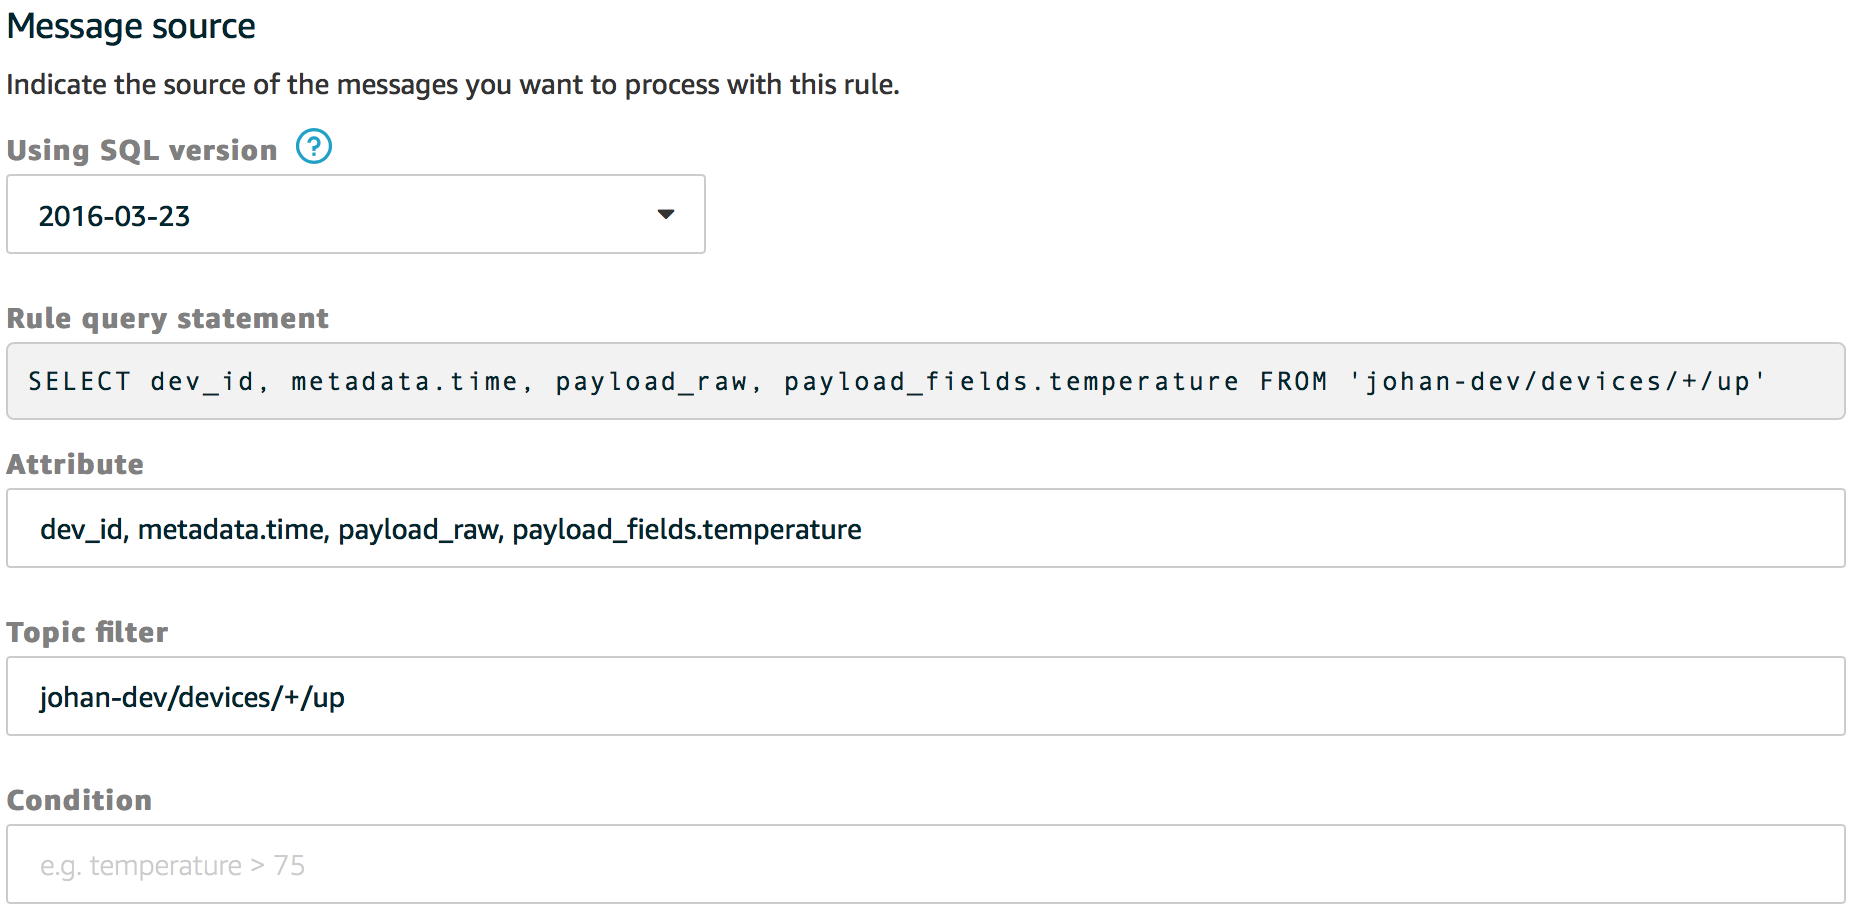 Message source
Indicate the source of the messages you want to process with this rule.
Using SQL version ?
2016-03-23
Rule query statement
SELECT dev_id, metadata.time, payload_raw, payload_fields.temperature FROM 'johan-dev/devices/+/up'
Attribute
dev_id, metadata.time, payload_raw, payload_fields.temperature
Topic filter
johan-dev/devices/+/up
Condition
e.g. temperature > 75